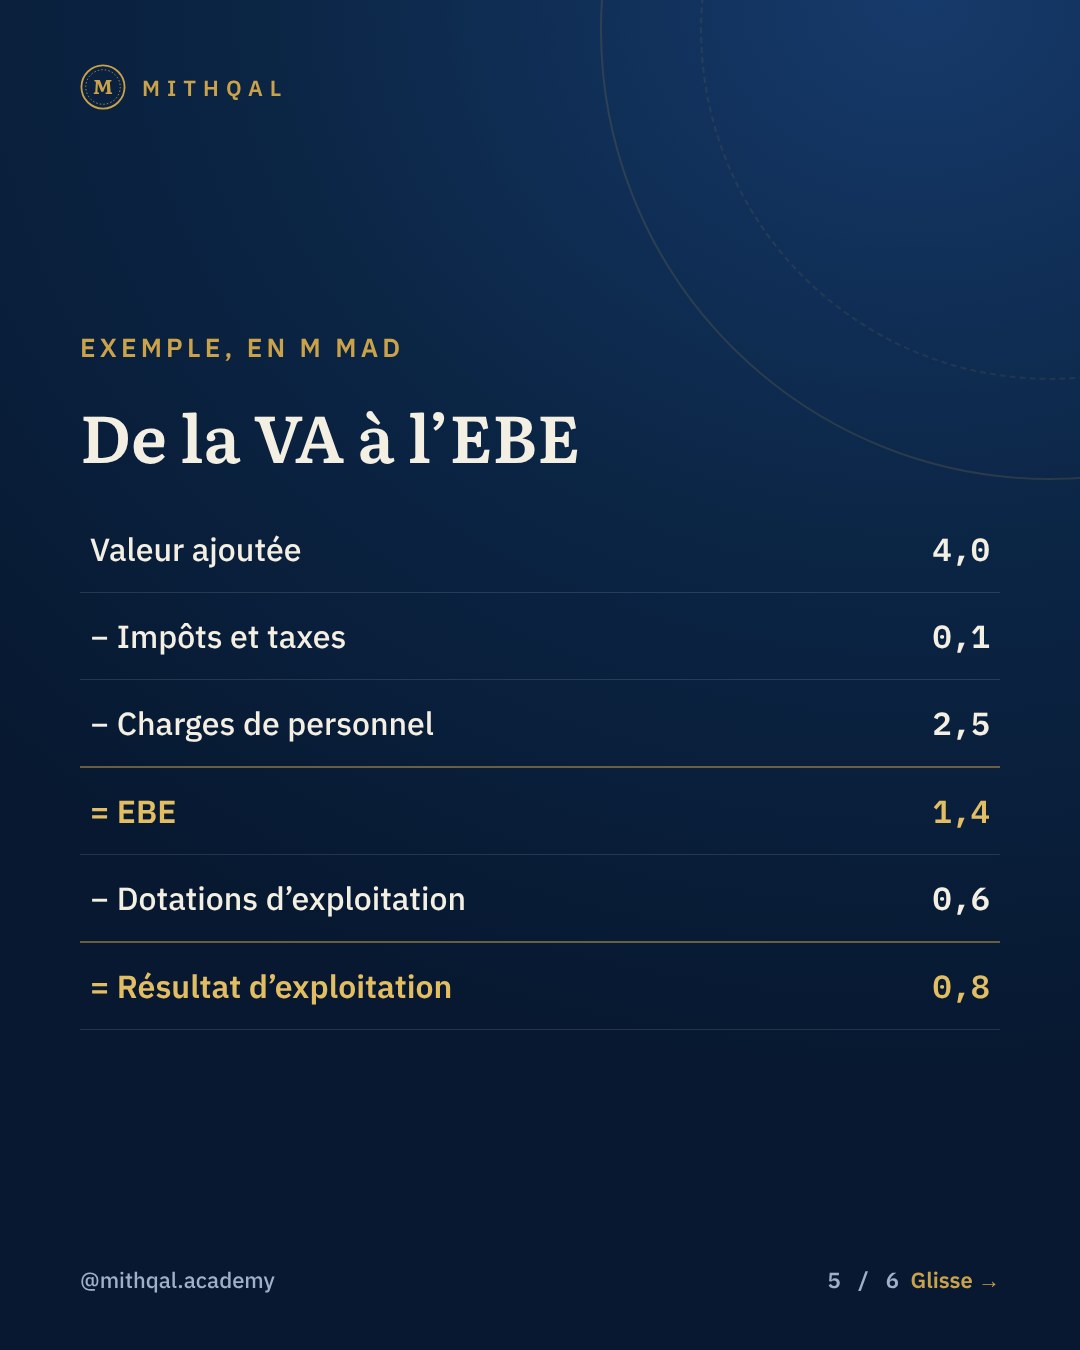 M MITHQAL
EXEMPLE, EN M MAD
De la VA à l’EBE
Valeur ajoutée 4,0
– Impôts et taxes 0,1
– Charges de personnel 2,5
= EBE 1,4
– Dotations d’exploitation 0,6
= Résultat d’exploitation 0,8
@mithqal.academy 5 / 6 Glisse →